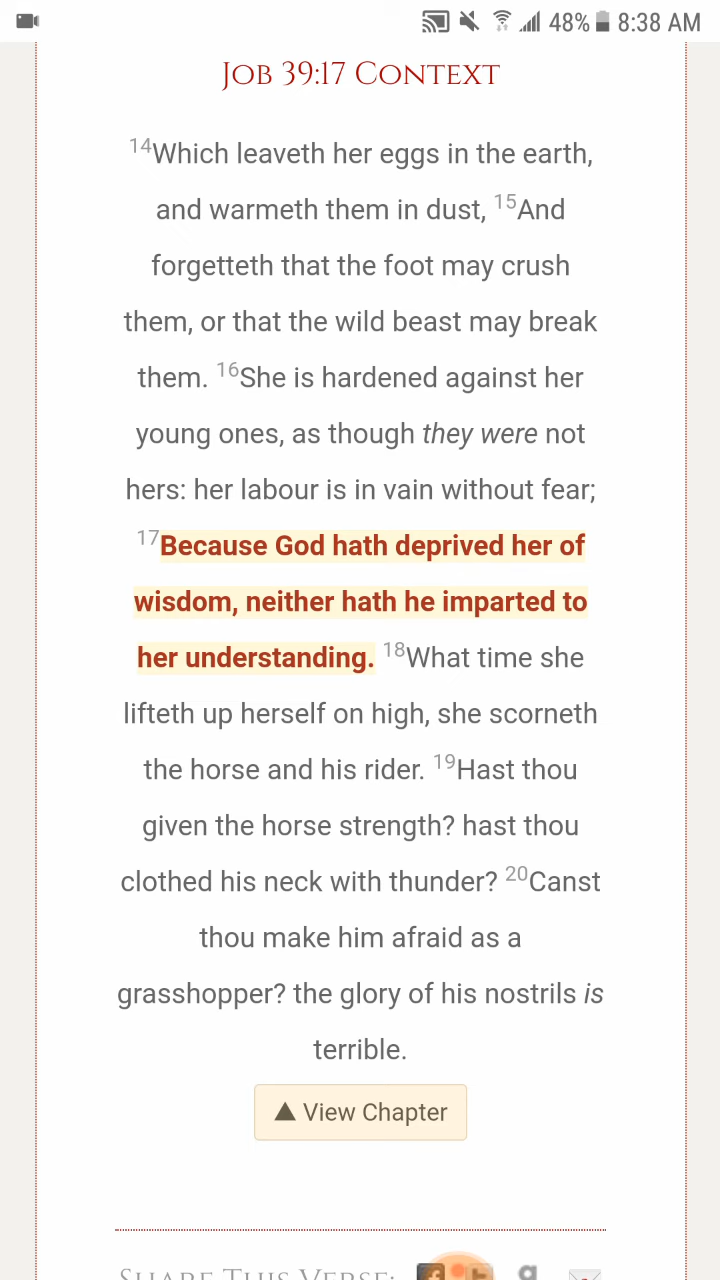 48% 8:38 AM
Job 39:17 Context
14Which leaveth her eggs in the earth,
and warmeth them in dust, 15And
forgetteth that the foot may crush
them, or that the wild beast may break
them. 16She is hardened against her
young ones, as though they were not
hers: her labour is in vain without fear;
17Because God hath deprived her of
wisdom, neither hath he imparted to
her understanding. 18What time she
lifteth up herself on high, she scorneth
the horse and his rider. 19Hast thou
given the horse strength? hast thou
clothed his neck with thunder? 20Canst
thou make him afraid as a
grasshopper? the glory of his nostrils is
terrible.
▲ View Chapter
Share This Verse: